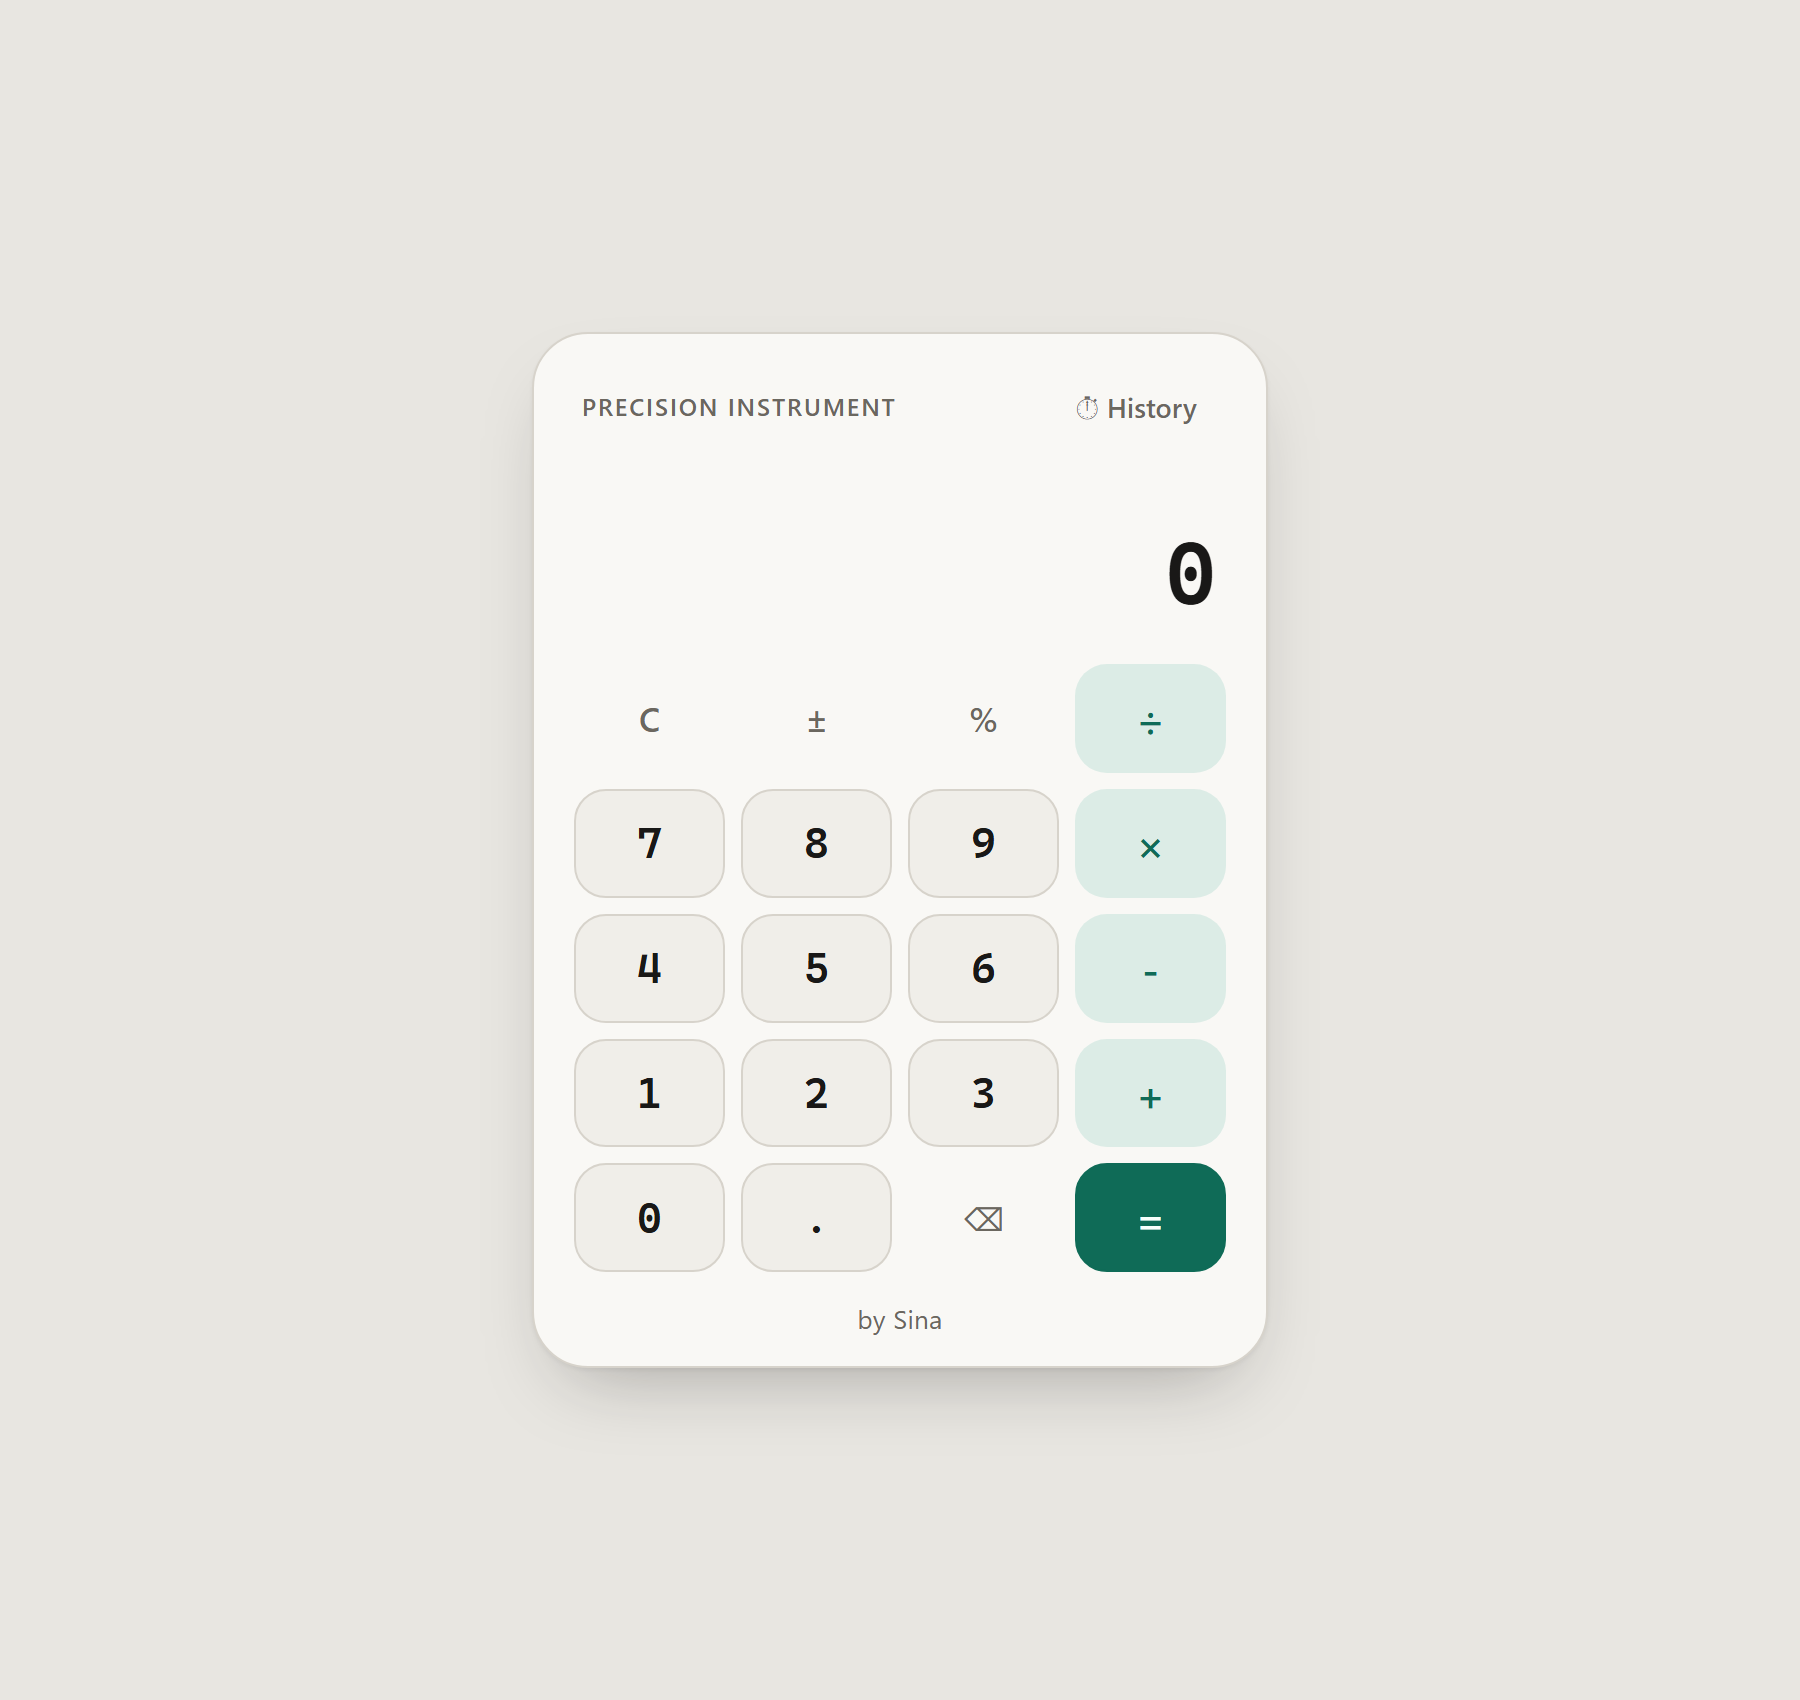 PRECISION INSTRUMENT ⏱ History
0
C ± % ÷
7 8 9 ×
4 5 6 -
1 2 3 +
0 . ⌫ =
by Sina